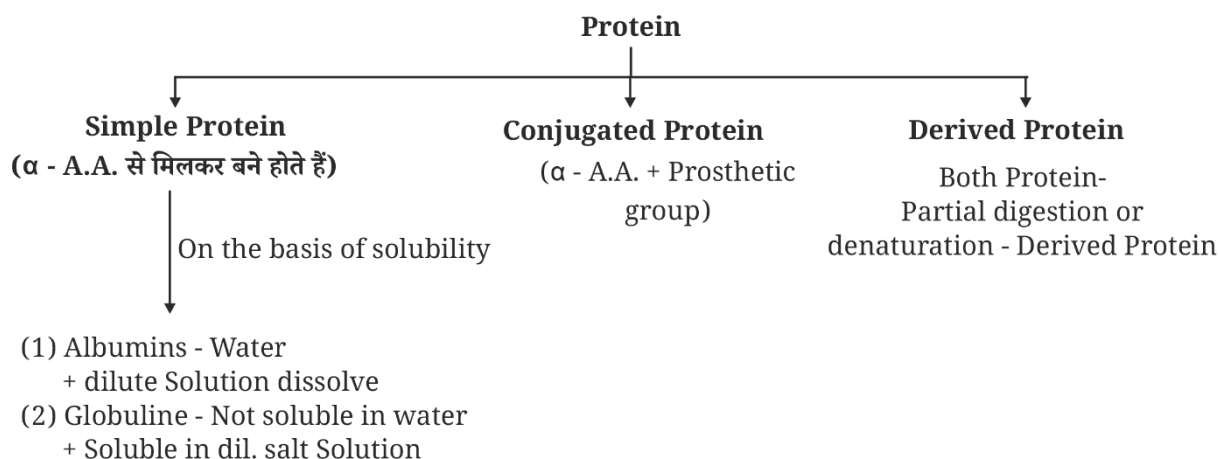 Protein
Simple Protein
(α - A.A. से मिलकर बने होते हैं)
On the basis of solubility
(1) Albumins - Water
+ dilute Solution dissolve
(2) Globuline - Not soluble in water
+ Soluble in dil. salt Solution
Conjugated Protein
(α - A.A. + Prosthetic
group)
Derived Protein
Both Protein-
Partial digestion or
denaturation - Derived Protein